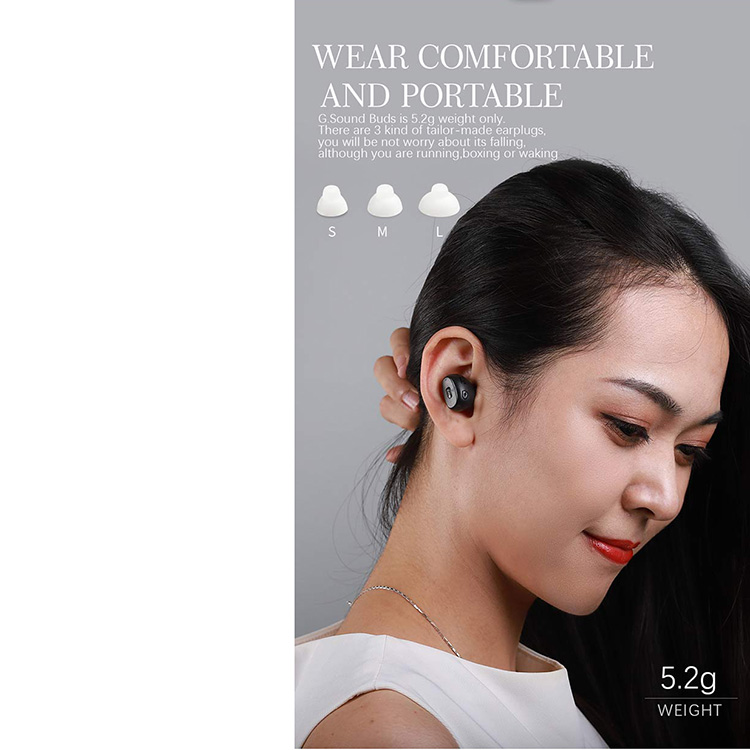 WEAR COMFORTABLE
AND PORTABLE
G.Sound Buds is 5.2g weight only.
There are 3 kind of tailor-made earplugs,
you will be not worry about its falling,
although you are running,boxing or waking
S M L
5.2g
WEIGHT